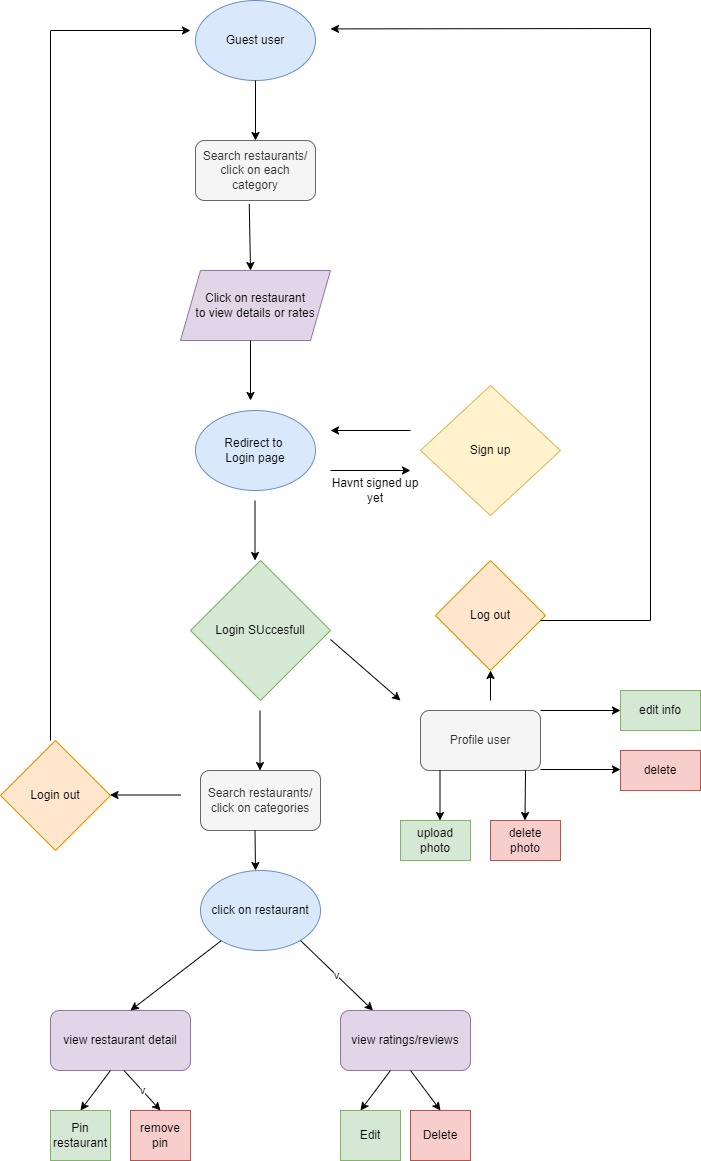 Guest user
Search restaurants/
click on each
category
Click on restaurant
to view details or rates
Redirect to
Login page
Sign up
Havnt signed up
yet
Login SUccesfull
Log out
Profile user
edit info
delete
upload
photo
delete
photo
Login out
Search restaurants/
click on categories
click on restaurant
v
view restaurant detail
view ratings/reviews
v
Pin
restaurant
remove
pin
Edit
Delete